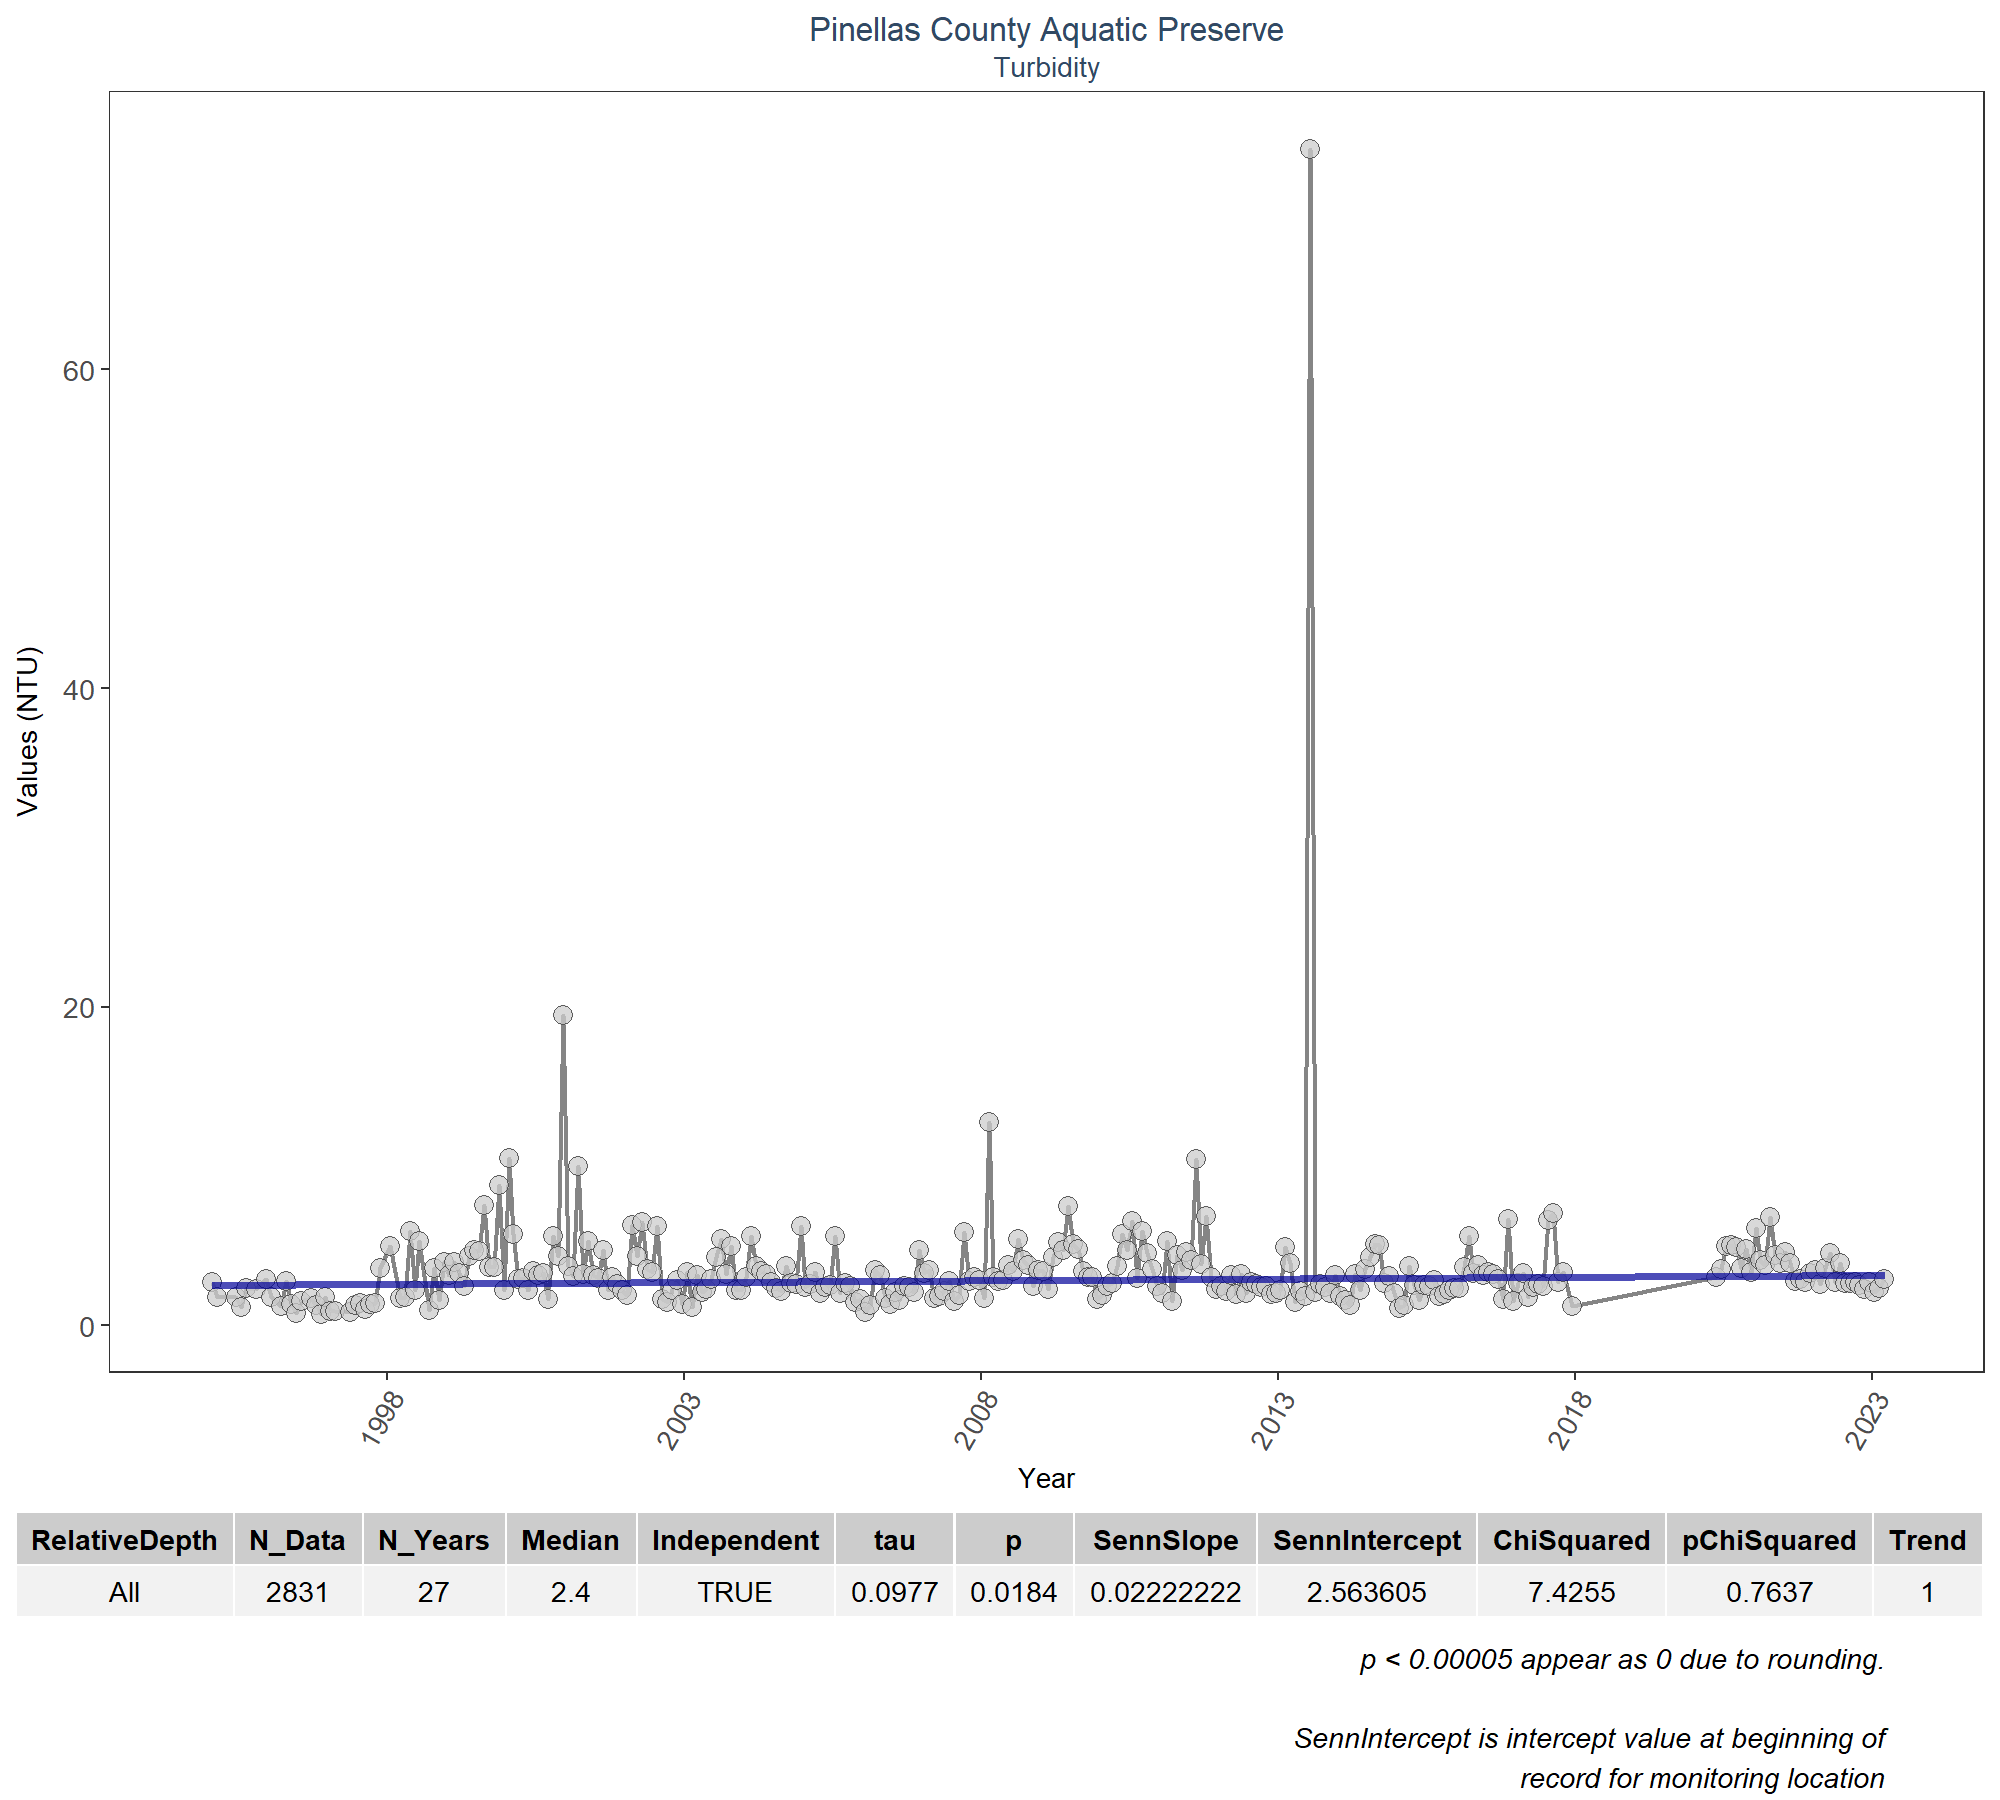 Pinellas County Aquatic Preserve
Turbidity
Values (NTU)
60
40
20
0
1998 2003 2008 2013 2018 2023
Year
RelativeDepth N_Data N_Years Median Independent tau p SennSlope SennIntercept ChiSquared pChiSquared Trend
All 2831 27 2.4 TRUE 0.0977 0.0184 0.02222222 2.563605 7.4255 0.7637 1
p < 0.00005 appear as 0 due to rounding.
SennIntercept is intercept value at beginning of
record for monitoring location